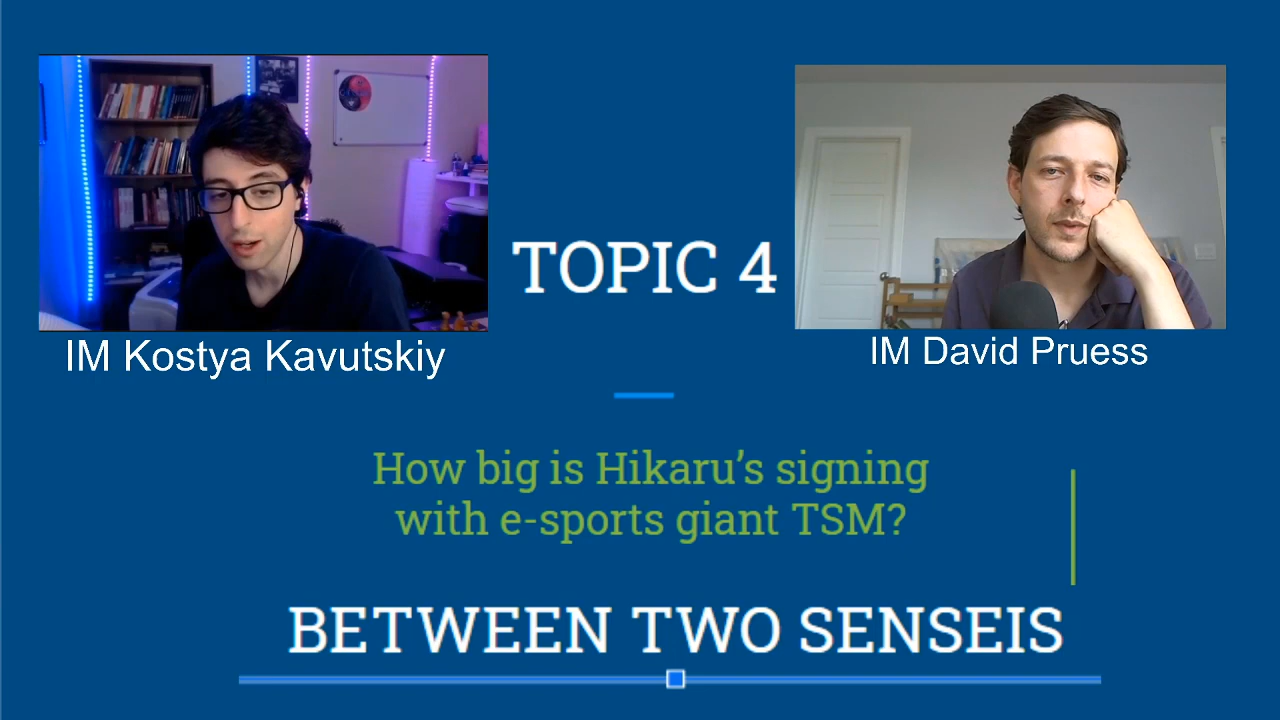 TOPIC 4
IM Kostya Kavutskiy
IM David Pruess
How big is Hikaru’s signing
with e-sports giant TSM?
BETWEEN TWO SENSEIS